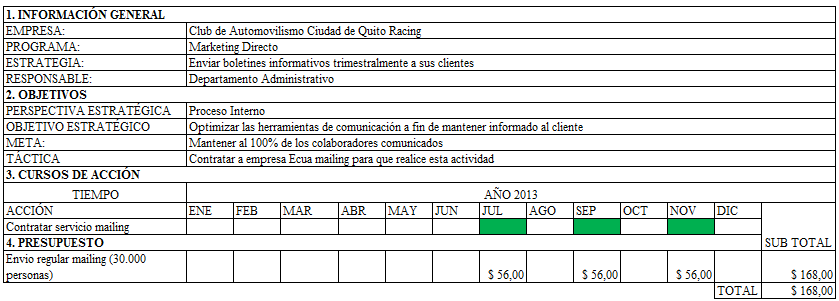 1. INFORMACIÓN GENERAL
EMPRESA: Club de Automovilismo Ciudad de Quito Racing
PROGRAMA: Marketing Directo
ESTRATEGIA: Enviar boletines informativos trimestralmente a sus clientes
RESPONSABLE: Departamento Administrativo
2. OBJETIVOS
PERSPECTIVA ESTRATÉGICA Proceso Interno
OBJETIVO ESTRATÉGICO Optimizar las herramientas de comunicación a fin de mantener informado al cliente
META: Mantener al 100% de los colaboradores comunicados
TÁCTICA Contratar a empresa Ecua mailing para que realice esta actividad
3. CURSOS DE ACCIÓN
TIEMPO AÑO 2013
ACCIÓN ENE FEB MAR ABR MAY JUN JUL AGO SEP OCT NOV DIC
Contratar servicio mailing
4. PRESUPUESTO SUB TOTAL
Envio regular mailing (30.000
personas) $ 56,00 $ 56,00 $ 56,00 $ 168,00
TOTAL $ 168,00